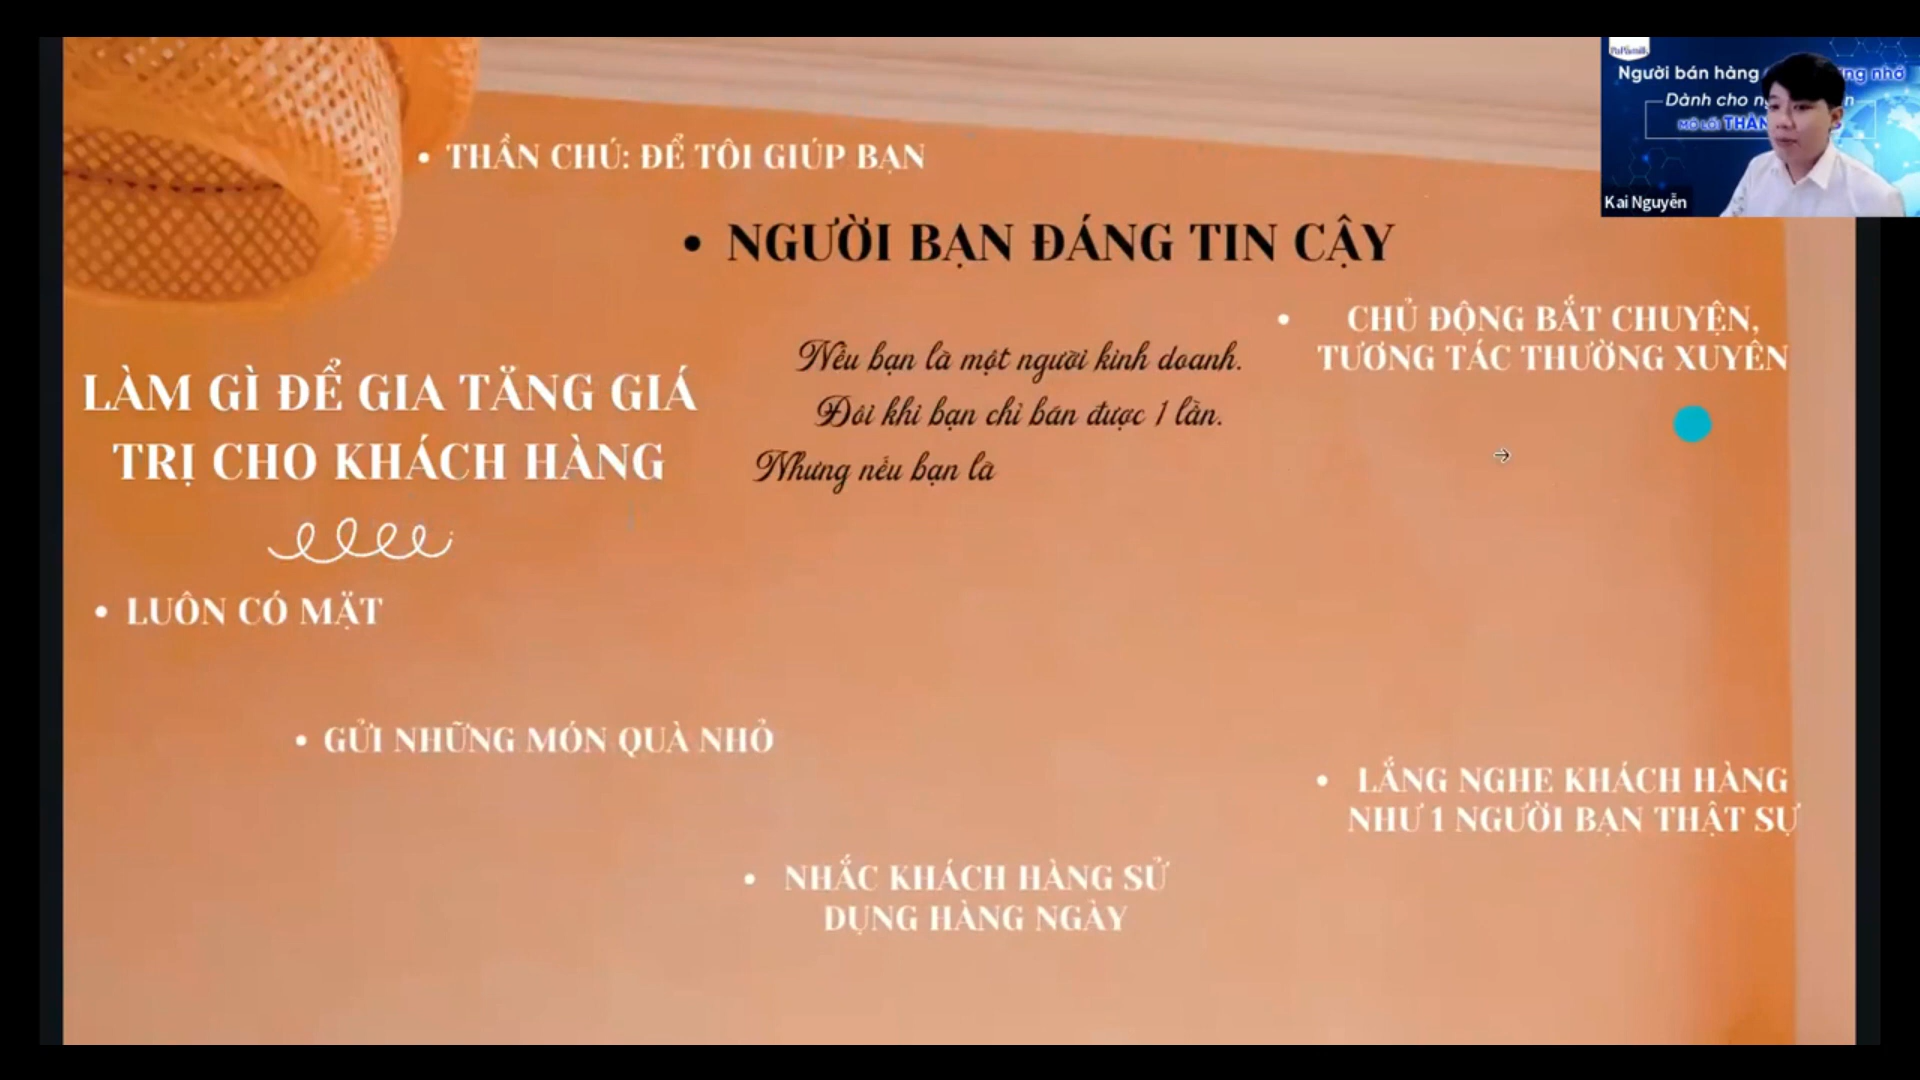 THẦN CHÚ: ĐỂ TÔI GIÚP BẠN
NGƯỜI BẠN ĐÁNG TIN CẬY
CHỦ ĐỘNG BẮT CHUYỆN,
TƯƠNG TÁC THƯỜNG XUYÊN
LÀM GÌ ĐỂ GIA TĂNG GIÁ
TRỊ CHO KHÁCH HÀNG
Nếu bạn là một người kinh doanh.
Đôi khi bạn chỉ bán được 1 lần.
Nhưng nếu bạn là
LUÔN CÓ MẶT
GỬI NHỮNG MÓN QUÀ NHỎ
LẮNG NGHE KHÁCH HÀNG
NHƯ 1 NGƯỜI BẠN THẬT SỰ
NHẮC KHÁCH HÀNG SỬ
DỤNG HÀNG NGÀY
Người bán hàng nhớ
Dành cho
Kai Nguyễn